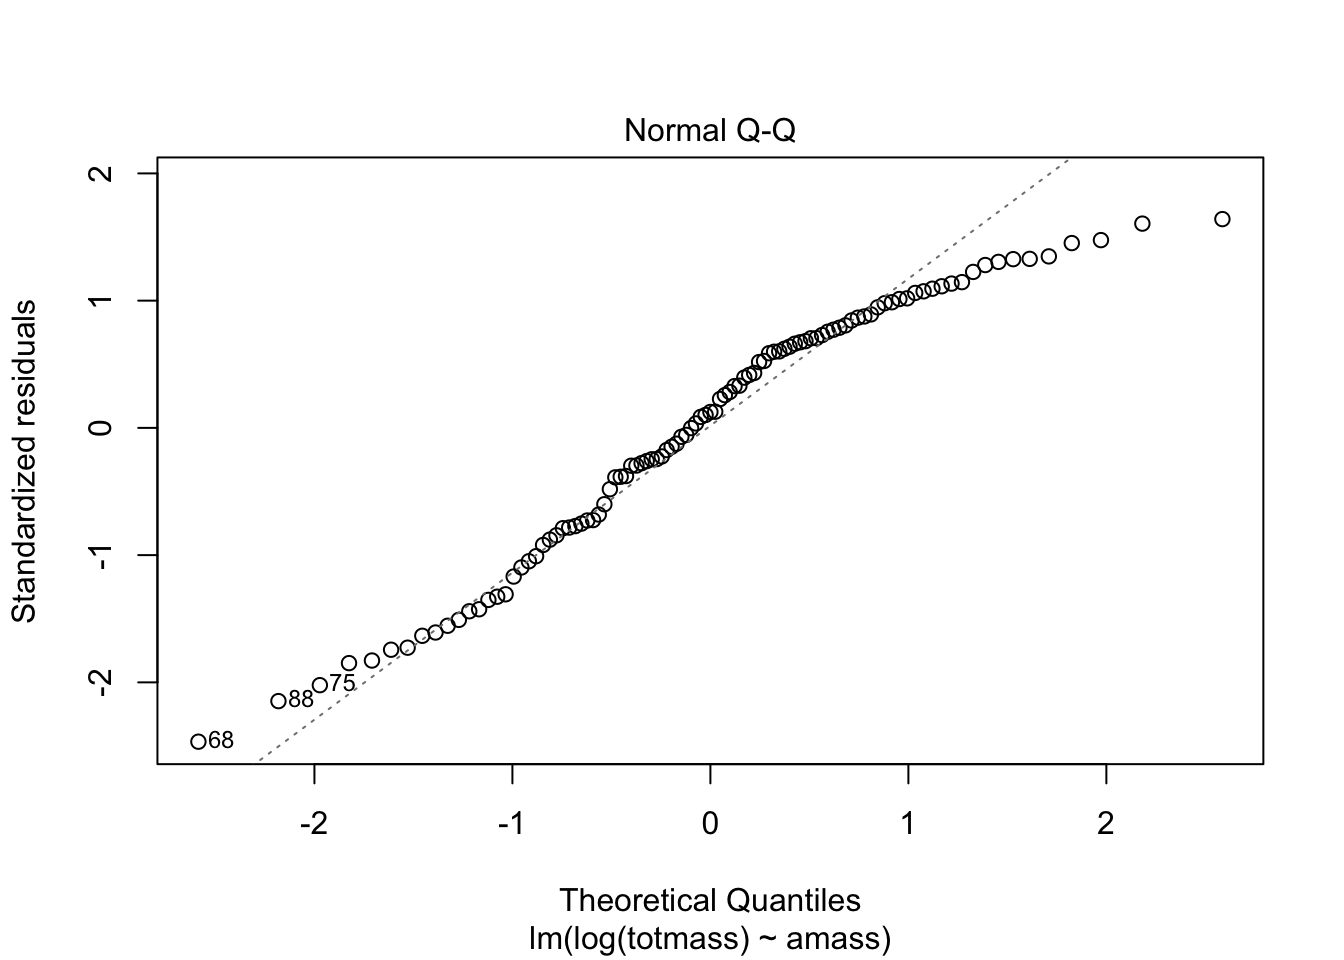 Normal Q-Q
Standardized residuals
2
1
0
-1
-2
75
88
68
-2 -1 0 1 2
Theoretical Quantiles
lm(log(totmass) ~ amass)